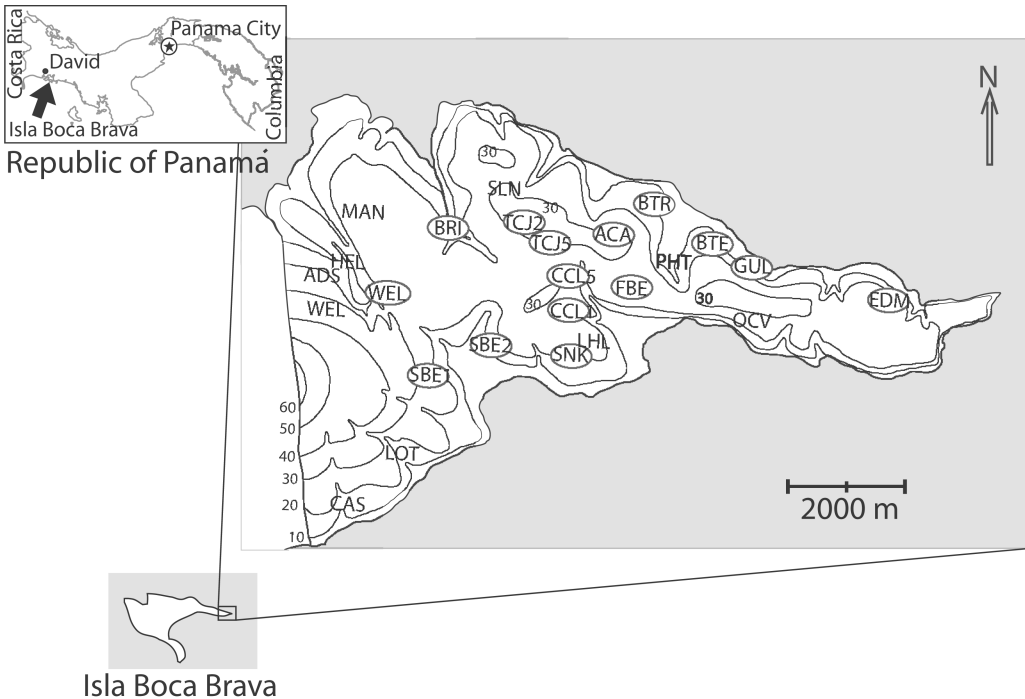 Costa Rica
Panama City
David
Columbia
Isla Boca Brava
Republic of Panamá
N
30
SLN
BTR
MAN
30
TCJ2
BRI
ACA
TCJ5
BTE
HEL
PHT
GUL
ADS
CCL5
WEL
FBE
30
EDM
30
WEL
CCL1
QCV
LHL
SBE2
SNK
SBE1
60
50
40
LOT
30
2000 m
20
CAS
10
Isla Boca Brava